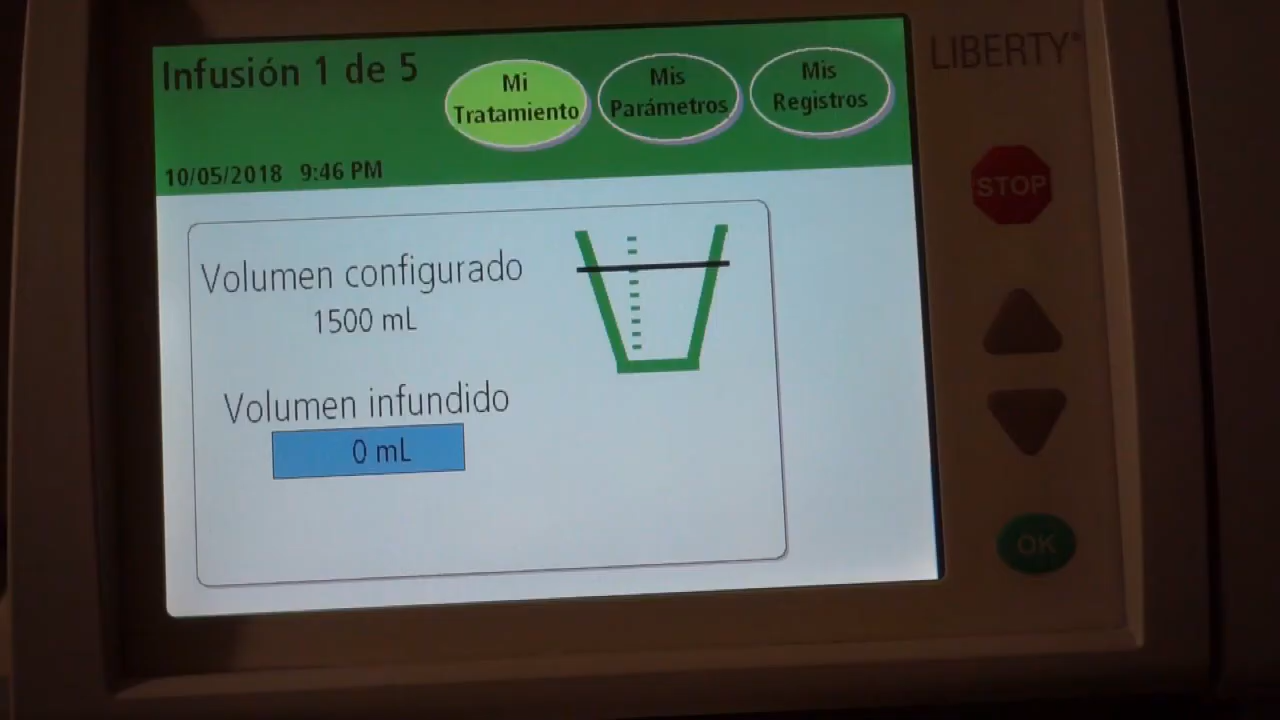 Infusión 1 de 5
Mi
Tratamiento
Mis
Parámetros
Mis
Registros
10/05/2018 9:46 PM
LIBERTY®
STOP
Volumen configurado
1500 mL
Volumen infundido
0 mL
OK